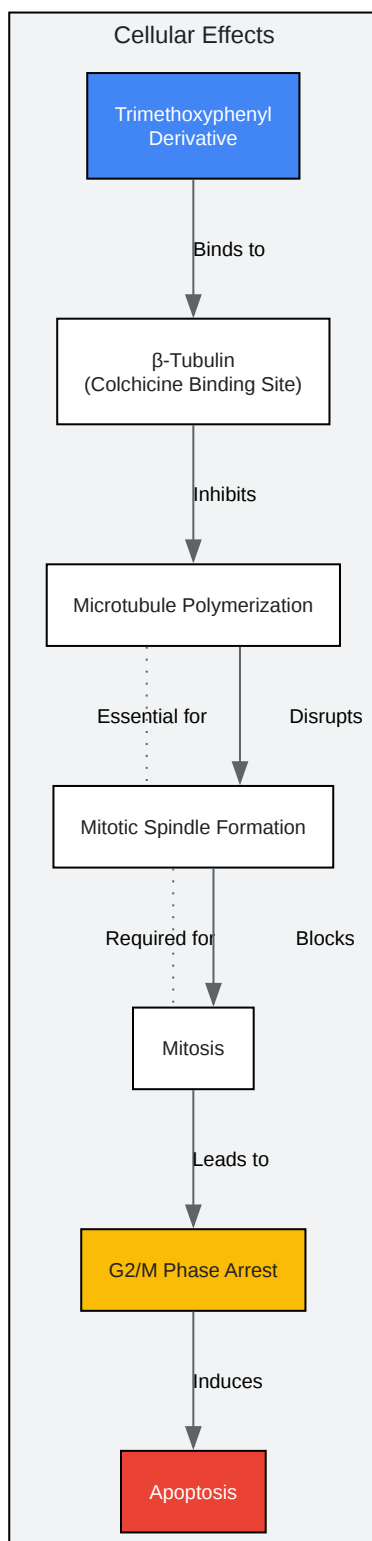 Cellular Effects
Trimethoxyphenyl
Derivative
Binds to
β-Tubulin
(Colchicine Binding Site)
Inhibits
Microtubule Polymerization
Essential for
Disrupts
Mitotic Spindle Formation
Required for
Blocks
Mitosis
Leads to
G2/M Phase Arrest
Induces
Apoptosis